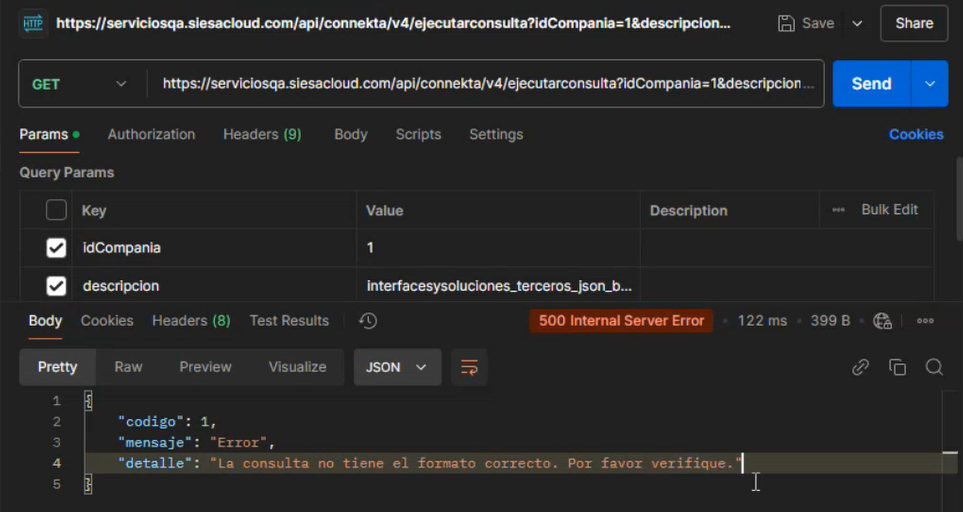 HTTP https://serviciosqa.siesacloud.com/api/connekta/v4/ejecutarconsulta?idCompania=1&descripcion... Save Share
GET https://serviciosqa.siesacloud.com/api/connekta/v4/ejecutarconsulta?idCompania=1&descripcion... Send
Params Authorization Headers (9) Body Scripts Settings Cookies
Query Params
Key Value Description Bulk Edit
idCompania 1
descripcion interfacesysoluciones_terceros_json_b...
Body Cookies Headers (8) Test Results 500 Internal Server Error 122 ms 399 B
Pretty Raw Preview Visualize JSON
1 {
2 "codigo": 1,
3 "mensaje": "Error",
4 "detalle": "La consulta no tiene el formato correcto. Por favor verifique."
5 }